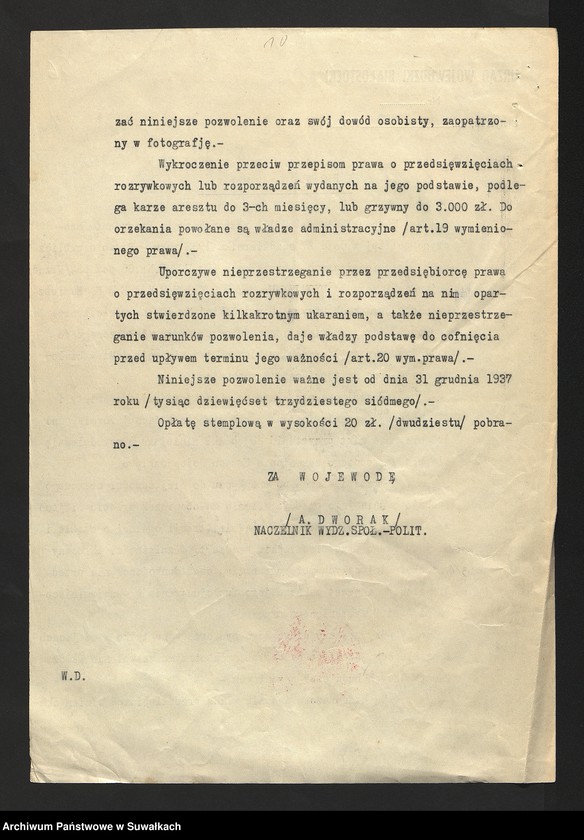 10
zać niniejsze pozwolenie oraz swój dowód osobisty, zaopatrzo-
ny w fotografję.-
Wykroczenie przeciw przepisom prawa o przedsięwzięciach
rozrywkowych lub rozporządzeń wydanych na jego podstawie, podle-
ga karze aresztu do 3-ch miesięcy, lub grzywny do 3.000 zł. Do
orzekania powołane są władze administracyjne /art.19 wymienio-
nego prawa/.-
Uporczywe nieprzestrzeganie przez przedsiębiorcę prawa
o przedsięwzięciach rozrywkowych i rozporządzeń na nim opar-
tych stwierdzone kilkakrotnym ukaraniem, a także nieprzestrze-
ganie warunków pozwolenia, daje władzy podstawę do cofnięcia
przed upływem terminu jego ważności /art.20 wym.prawa/.-
Niniejsze pozwolenie ważne jest od dnia 31 grudnia 1937
roku /tysiąc dziewięćset trzydziestego siódmego/.-
Opłatę stemplową w wysokości 20 zł. /dwudziestu/ pobra-
no.-
ZA WOJEWODĘ
/A. DWORAK/
NACZELNIK WYDZ.SPOŁ.-POLIT.
W.D.
Archiwum Państwowe w Suwałkach